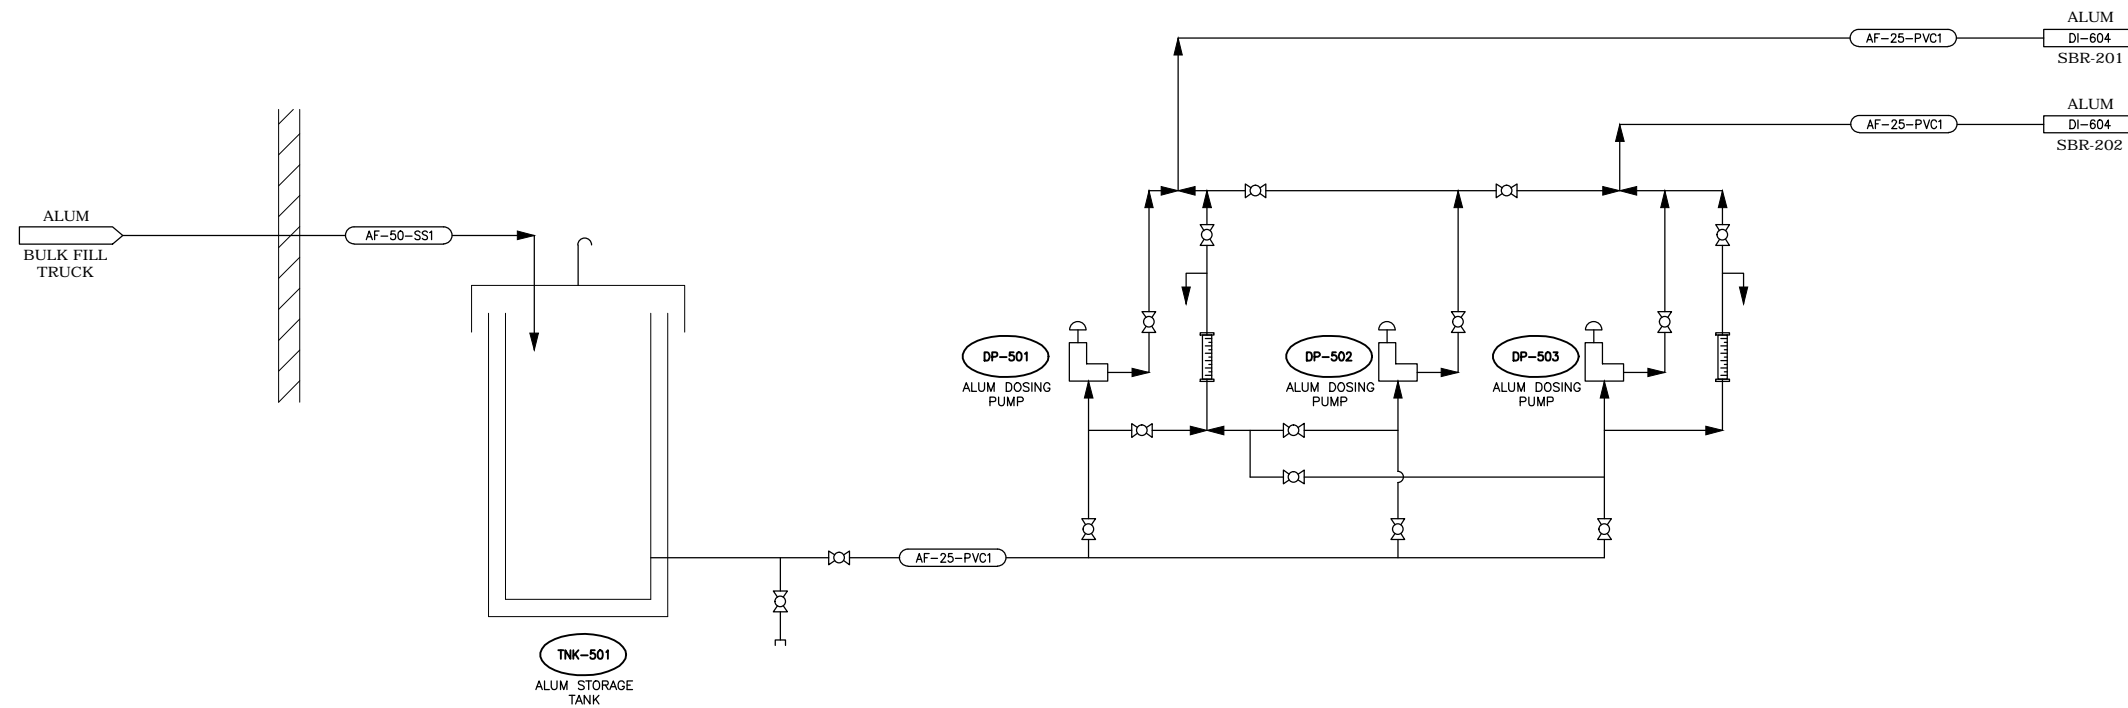 ALUM
AF-25-PVC1
DI-604
SBR-201
ALUM
AF-25-PVC1
DI-604
SBR-202
ALUM
BULK FILL
TRUCK
AF-50-SS1
DP-501
ALUM DOSING
PUMP
DP-502
ALUM DOSING
PUMP
DP-503
ALUM DOSING
PUMP
AF-25-PVC1
TNK-501
ALUM STORAGE
TANK